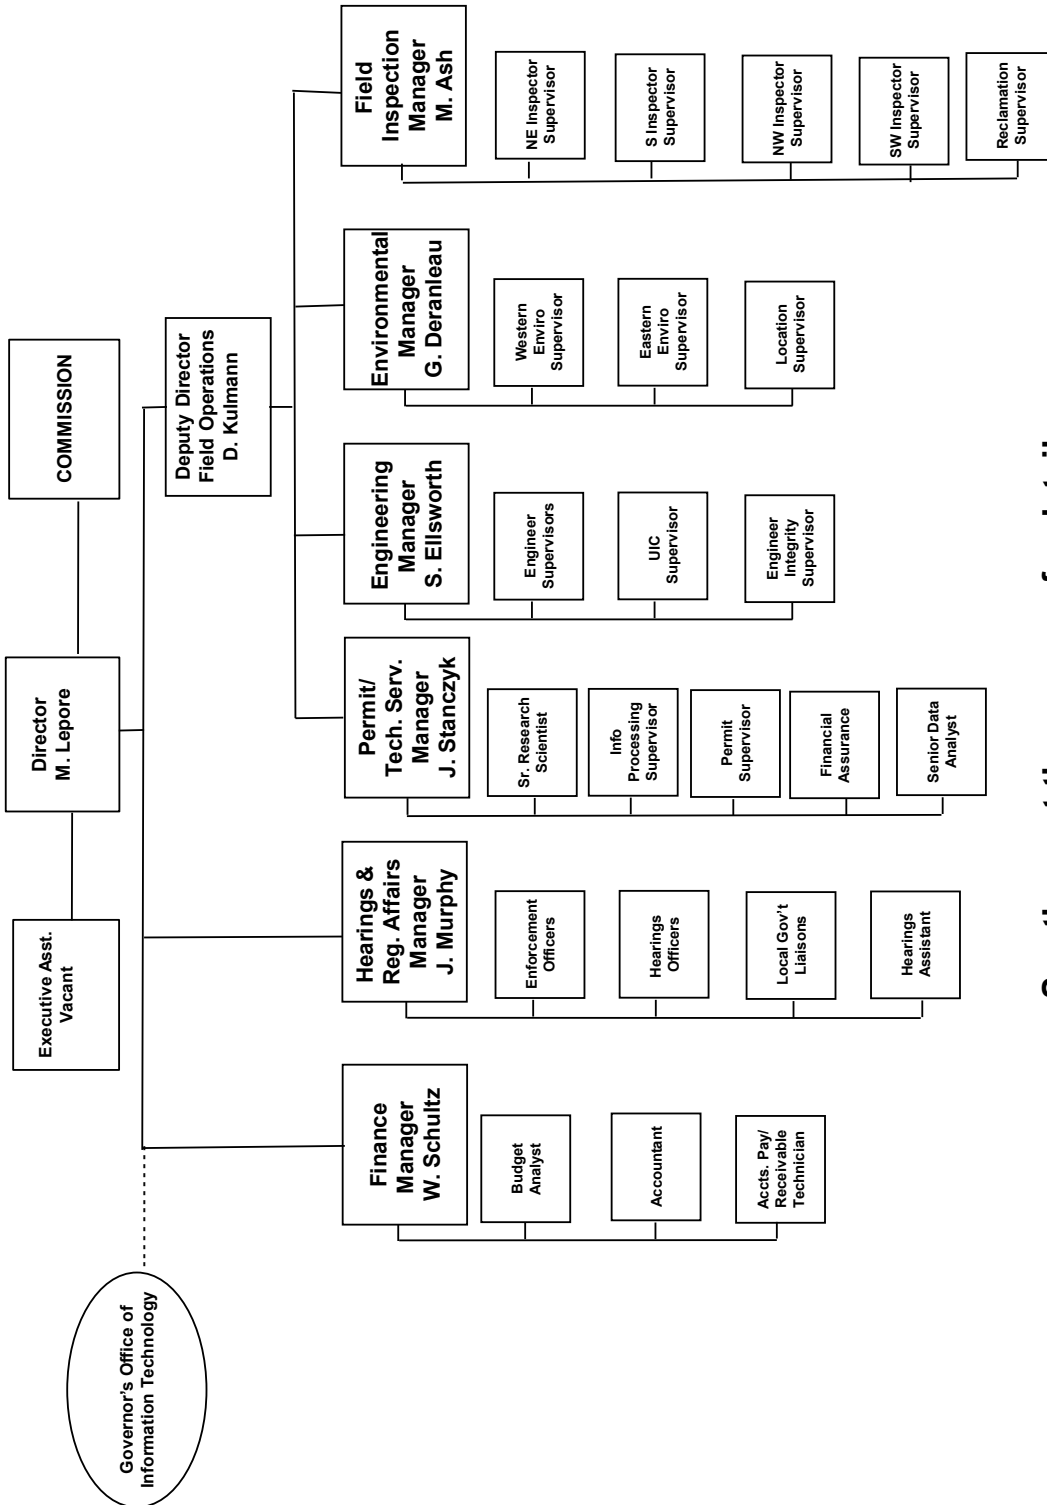 COMMISSION
Director
M. Lepore
Executive Asst.
Vacant
Governor's Office of
Information Technology
Deputy Director
Field Operations
D. Kulmann
Finance
Manager
W. Schultz
Budget
Analyst
Accountant
Accts. Pay/
Receivable
Technician
Hearings &
Reg. Affairs
Manager
J. Murphy
Enforcement
Officers
Hearings
Officers
Local Gov't
Liaisons
Hearings
Assistant
Permit/
Tech. Serv.
Manager
J. Stanczyk
Sr. Research
Scientist
Info
Processing
Supervisor
Permit
Supervisor
Financial
Assurance
Senior Data
Analyst
Engineering
Manager
S. Ellsworth
Engineer
Supervisors
UIC
Supervisor
Engineer
Integrity
Supervisor
Environmental
Manager
G. Deranleau
Western
Enviro
Supervisor
Eastern
Enviro
Supervisor
Location
Supervisor
Field
Inspection
Manager
M. Ash
NE Inspector
Supervisor
S Inspector
Supervisor
NW Inspector
Supervisor
SW Inspector
Supervisor
Reclamation
Supervisor